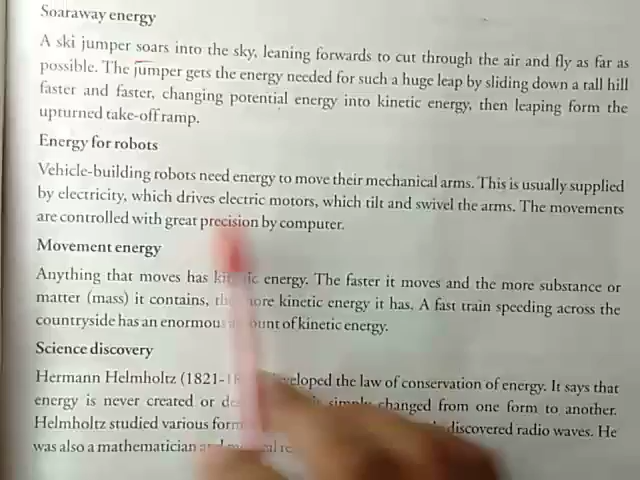 Soaraway energy
A ski jumper soars into the sky, leaning forwards to cut through the air and fly as far as
possible. The jumper gets the energy needed for such a huge leap by sliding down a tall hill
faster and faster, changing potential energy into kinetic energy, then leaping form the
upturned take-off ramp.
Energy for robots
Vehicle-building robots need energy to move their mechanical arms. This is usually supplied
by electricity, which drives electric motors, which tilt and swivel the arms. The movements
are controlled with great precision by computer.
Movement energy
Anything that moves has kinetic energy. The faster it moves and the more substance or
matter (mass) it contains, the more kinetic energy it has. A fast train speeding across the
countryside has an enormous amount of kinetic energy.
Science discovery
Hermann Helmholtz (1821- developed the law of conservation of energy. It says that
energy is never created or simply changed from one form to another.
Helmholtz studied various discovered radio waves. He
was also a mathematician